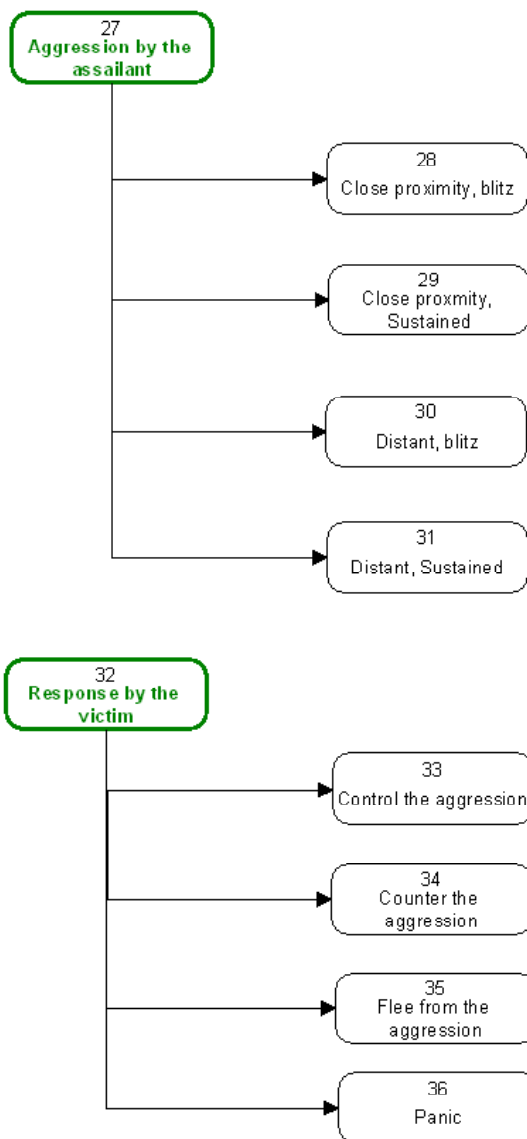 27
Aggression by the
assailant
28
Close proximity, blitz
29
Close proxmity,
Sustained
30
Distant, blitz
31
Distant, Sustained
32
Response by the
victim
33
Control the aggression
34
Counter the
aggression
35
Flee from the
aggression
36
Panic